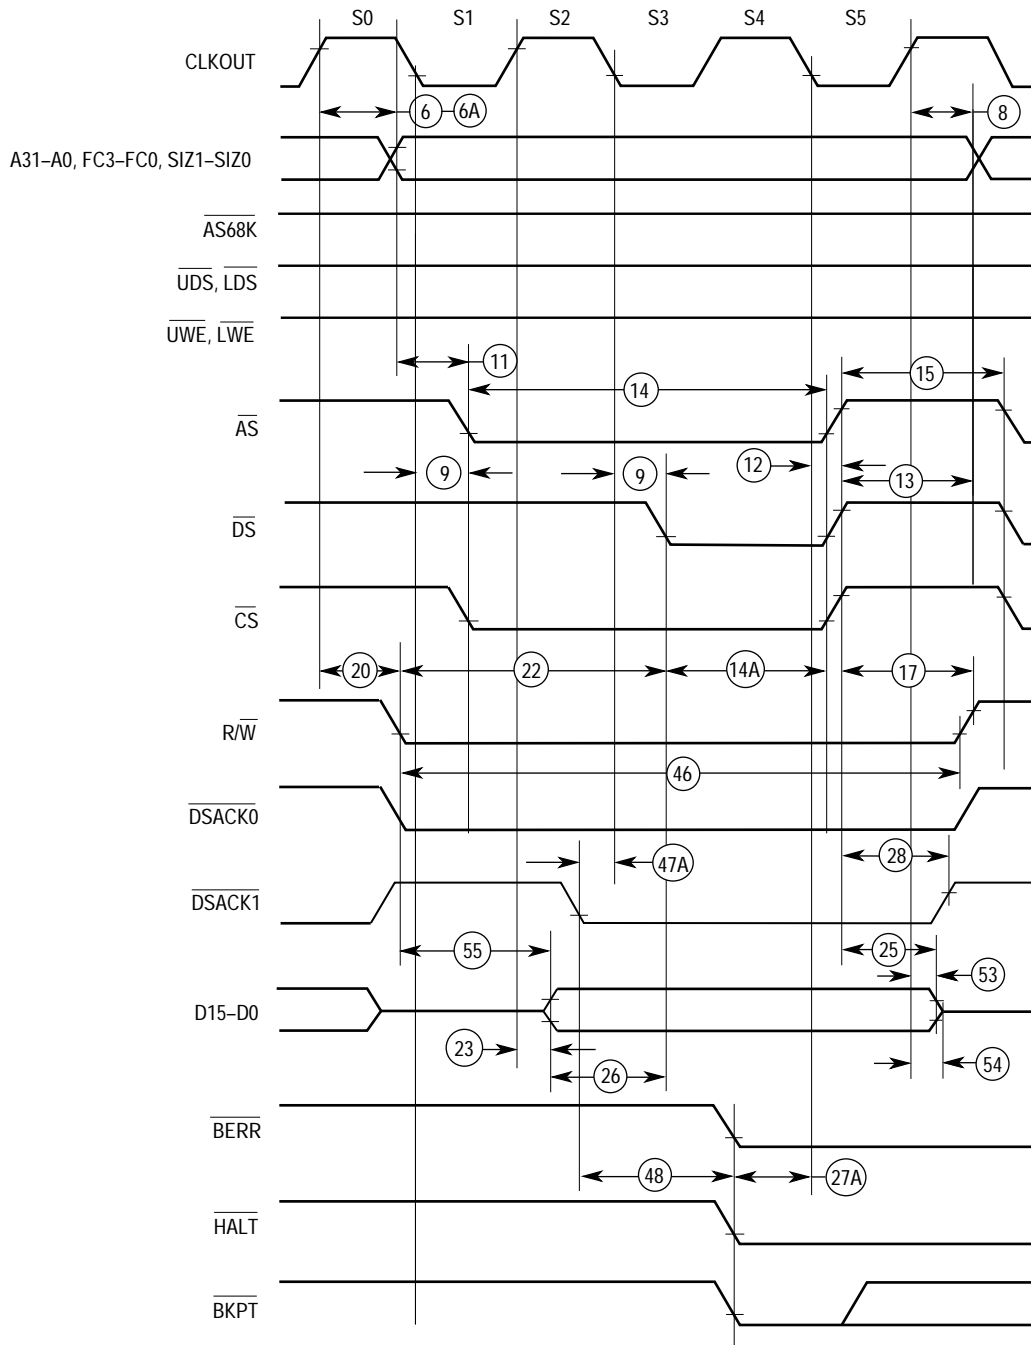 S0 S1 S2 S3 S4 S5
CLKOUT
6 6A 8
A31–A0, FC3–FC0, SIZ1–SIZ0
AS68K
UDS, LDS
UWE, LWE
11
15
14
AS
9 9 12
13
DS
CS
20 22 14A 17
R/W
46
DSACK0
47A 28
DSACK1
55 25
53
D15–D0
23
26 54
BERR
48 27A
HALT
BKPT